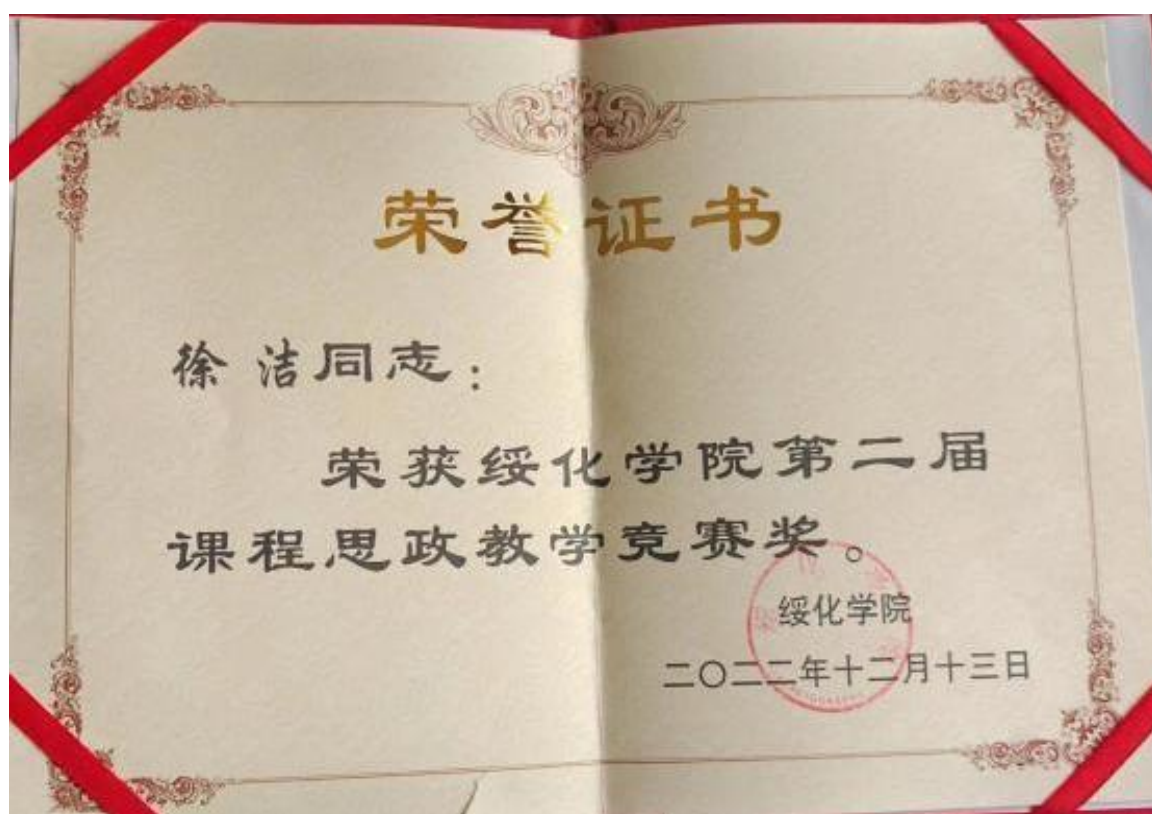 荣誉证书
徐洁同志：
荣获绥化学院第二届
课程思政教学竞赛奖。
绥化学院
二〇二二年十二月十三日